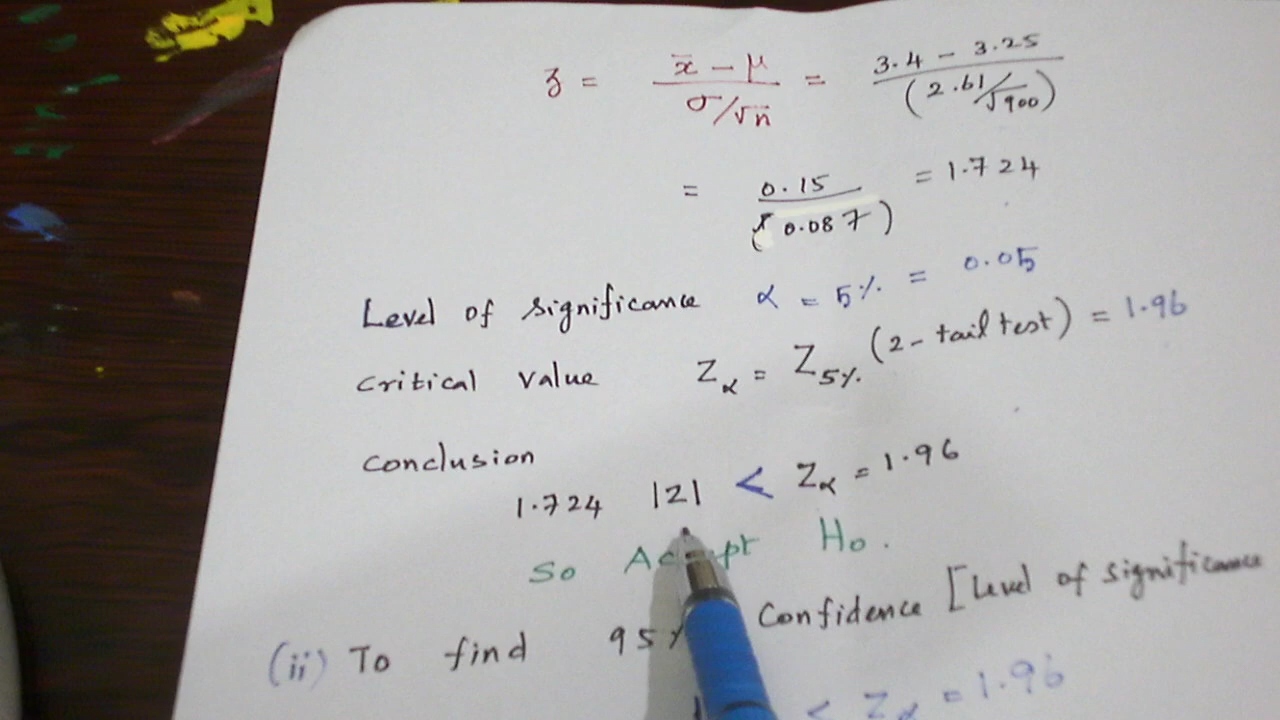 z = x̄ - μ / σ/√n = 3.4 - 3.25 / (2.61/√900)
= 0.15 / (0.087) = 1.724
Level of significance α = 5% = 0.05
Critical value Zα = Z5% (2-tail test) = 1.96
Conclusion
1.724 |Z| < Zα = 1.96
So Accept H₀.
(ii) To find 95% Confidence [Level of significance
< Zα = 1.96